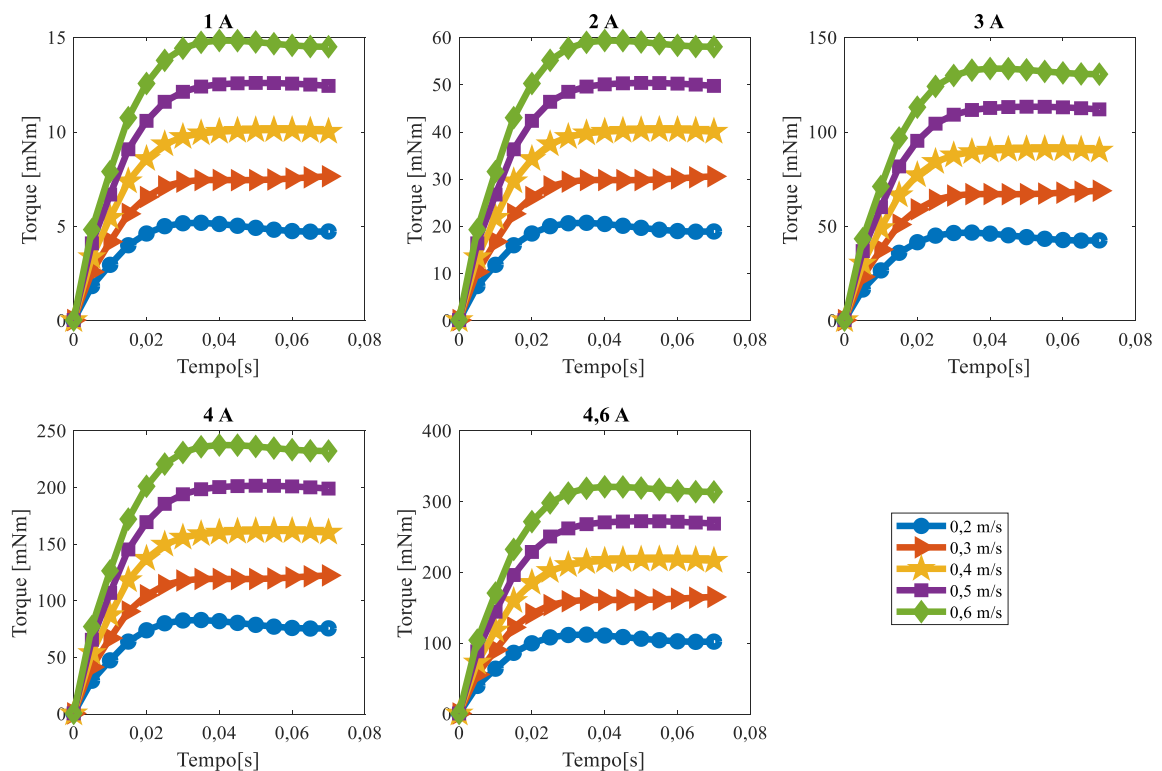 1 A
Torque [mNm]
15
10
5
0
0 0,02 0,04 0,06 0,08
Tempo[s]
2 A
Torque [mNm]
60
50
40
30
20
10
0
0 0,02 0,04 0,06 0,08
Tempo[s]
3 A
Torque [mNm]
150
100
50
0
0 0,02 0,04 0,06 0,08
Tempo[s]
4 A
Torque [mNm]
250
200
150
100
50
0
0 0,02 0,04 0,06 0,08
Tempo[s]
4,6 A
Torque [mNm]
400
300
200
100
0
0 0,02 0,04 0,06 0,08
Tempo[s]
0,2 m/s
0,3 m/s
0,4 m/s
0,5 m/s
0,6 m/s